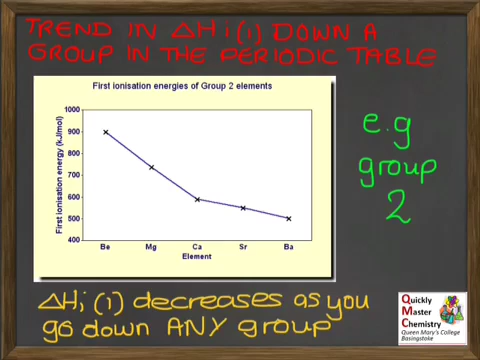 TREND IN ΔHi(1) DOWN A
GROUP IN THE PERIODIC TABLE
First ionisation energies of Group 2 elements
First ionisation energy (kJ/mol)
1000
900
800
700
600
500
400
Be Mg Ca Sr Ba
Element
e.g
group
2
ΔHi(1) decreases as you
go down ANY group
Quickly
Master
Chemistry
Queen Mary's College
Basingstoke